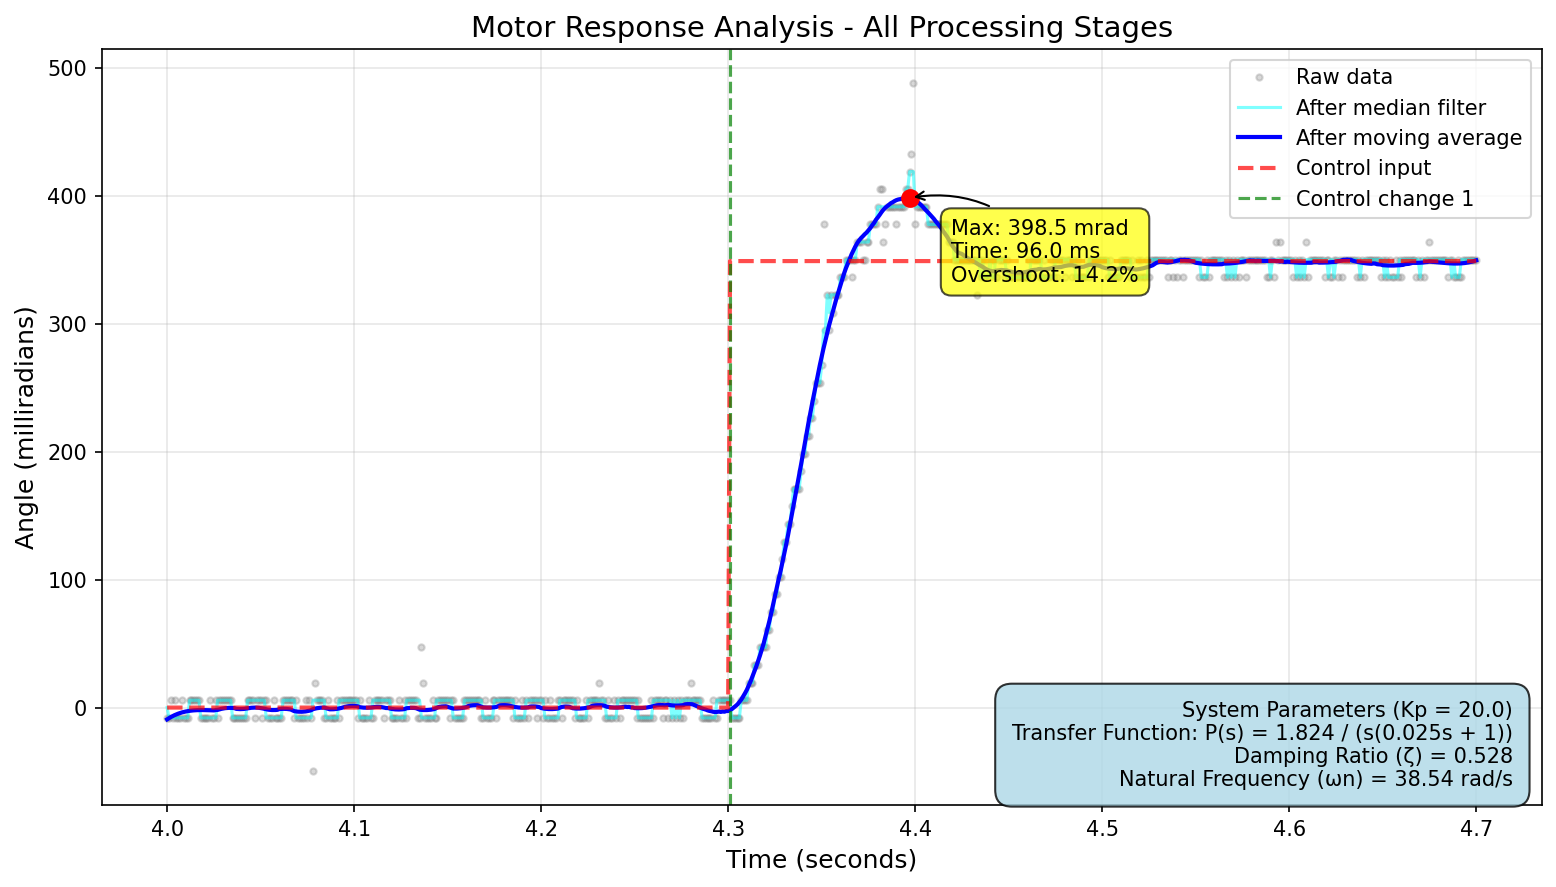 Motor Response Analysis - All Processing Stages
Angle (milliradians)
500
400
300
200
100
0
Raw data
After median filter
After moving average
Control input
Control change 1
Max: 398.5 mrad
Time: 96.0 ms
Overshoot: 14.2%
System Parameters (Kp = 20.0)
Transfer Function: P(s) = 1.824 / (s(0.025s + 1))
Damping Ratio (ζ) = 0.528
Natural Frequency (ωn) = 38.54 rad/s
4.0 4.1 4.2 4.3 4.4 4.5 4.6 4.7
Time (seconds)